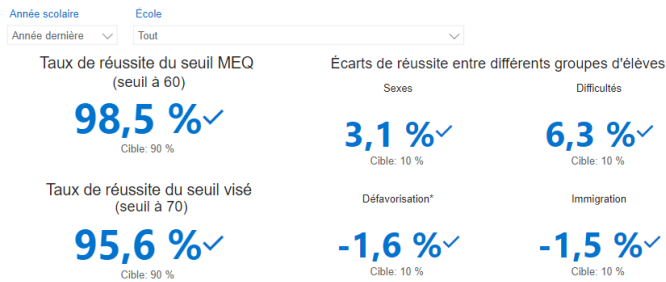 Année scolaire
École
Année dernière
Tout
Taux de réussite du seuil MEQ
(seuil à 60)
98,5 %
Cible: 90 %
Taux de réussite du seuil visé
(seuil à 70)
95,6 %
Cible: 90 %
Écarts de réussite entre différents groupes d'élèves
Sexes
3,1 %
Cible: 10 %
Difficultés
6,3 %
Cible: 10 %
Défavorisation*
-1,6 %
Cible: 10 %
Immigration
-1,5 %
Cible: 10 %